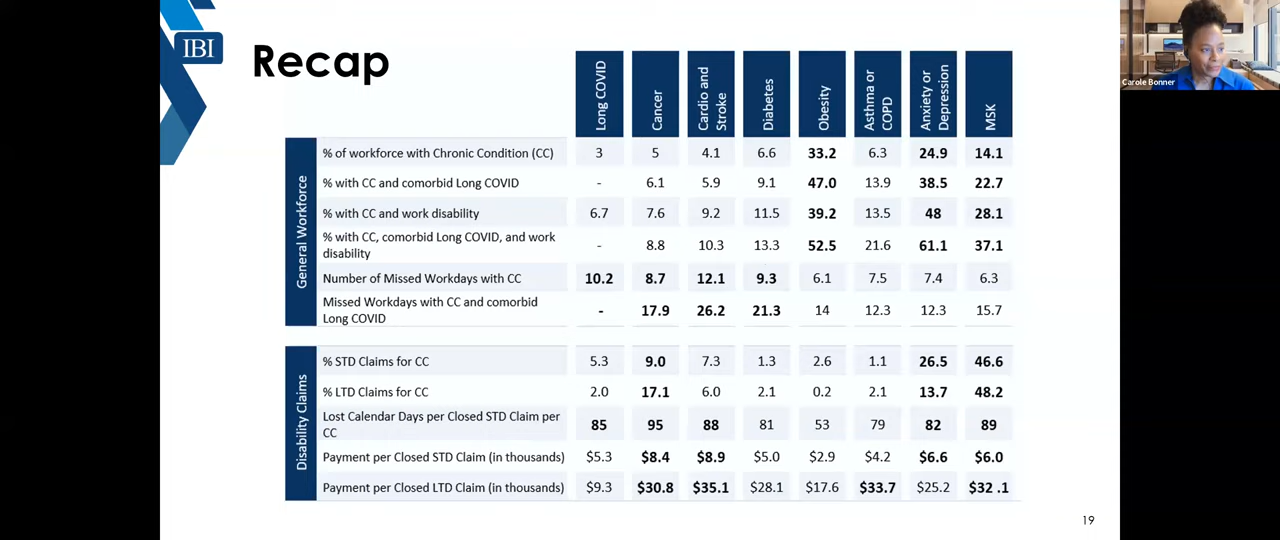 IBI
Recap
Carole Bonner
Long COVID
Cancer
Cardio and
Stroke
Diabetes
Obesity
Asthma or
COPD
Anxiety or
Depression
MSK
General Workforce
% of workforce with Chronic Condition (CC) 3 5 4.1 6.6 33.2 6.3 24.9 14.1
% with CC and comorbid Long COVID - 6.1 5.9 9.1 47.0 13.9 38.5 22.7
% with CC and work disability 6.7 7.6 9.2 11.5 39.2 13.5 48 28.1
% with CC, comorbid Long COVID, and work
disability - 8.8 10.3 13.3 52.5 21.6 61.1 37.1
Number of Missed Workdays with CC 10.2 8.7 12.1 9.3 6.1 7.5 7.4 6.3
Missed Workdays with CC and comorbid
Long COVID - 17.9 26.2 21.3 14 12.3 12.3 15.7
Disability Claims
% STD Claims for CC 5.3 9.0 7.3 1.3 2.6 1.1 26.5 46.6
% LTD Claims for CC 2.0 17.1 6.0 2.1 0.2 2.1 13.7 48.2
Lost Calendar Days per Closed STD Claim per
CC 85 95 88 81 53 79 82 89
Payment per Closed STD Claim (in thousands) $5.3 $8.4 $8.9 $5.0 $2.9 $4.2 $6.6 $6.0
Payment per Closed LTD Claim (in thousands) $9.3 $30.8 $35.1 $28.1 $17.6 $33.7 $25.2 $32 .1
19